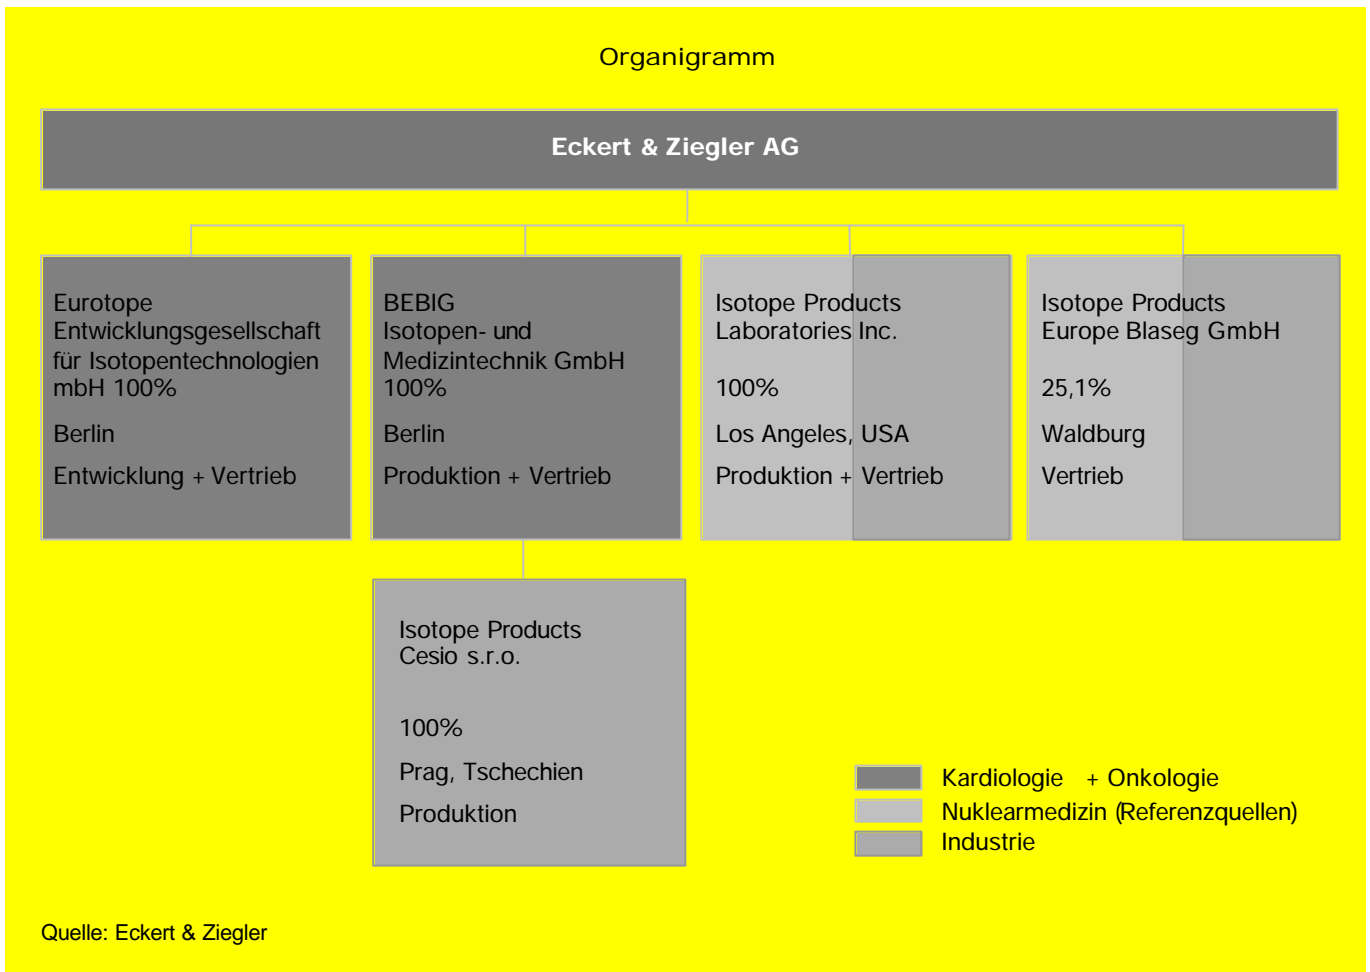 Organigramm
Eckert & Ziegler AG
Eurotope
Entwicklungsgesellschaft
für Isotopentechnologien
mbH 100%
Berlin
Entwicklung + Vertrieb
BEBIG
Isotopen- und
Medizintechnik GmbH
100%
Berlin
Produktion + Vertrieb
Isotope Products
Laboratories Inc.
100%
Los Angeles, USA
Produktion + Vertrieb
Isotope Products
Europe Blaseg GmbH
25,1%
Waldburg
Vertrieb
Isotope Products
Cesio s.r.o.
100%
Prag, Tschechien
Produktion
Kardiologie + Onkologie
Nuklearmedizin (Referenzquellen)
Industrie
Quelle: Eckert & Ziegler